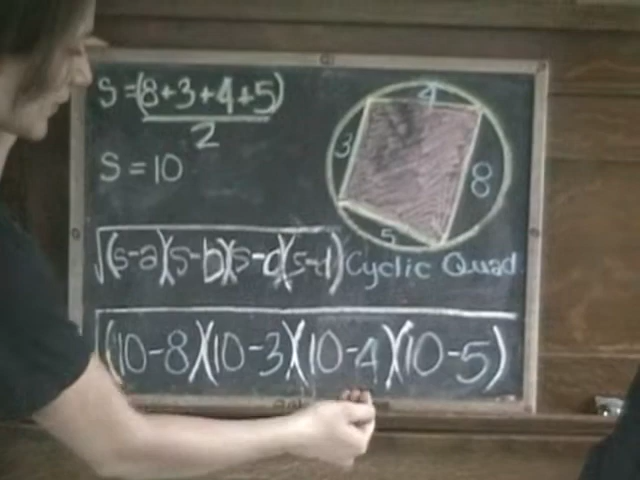 S = (8+3+4+5)
2
S = 10
4
3
8
5
√(s-a)(s-b)(s-c)(s-d) Cyclic Quad.
√(10-8)(10-3)(10-4)(10-5)